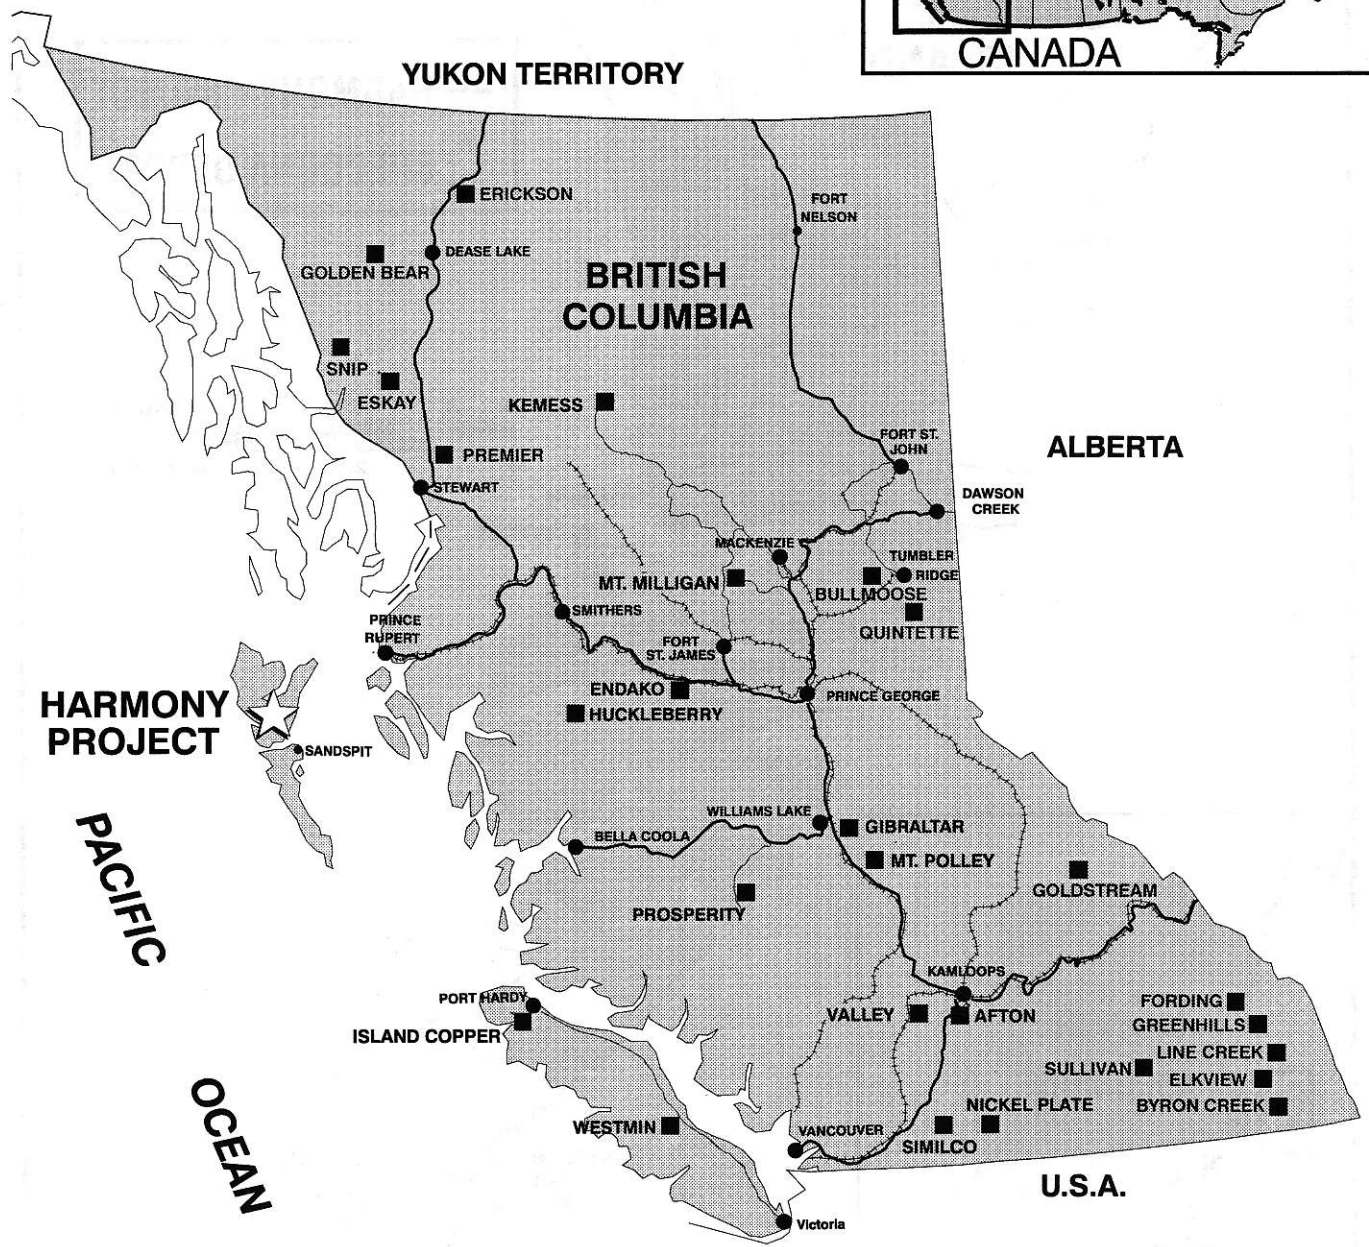 CANADA
YUKON TERRITORY
ERICKSON
FORT
NELSON
DEASE LAKE
GOLDEN BEAR
BRITISH
COLUMBIA
SNIP
ESKAY
KEMESS
FORT ST.
JOHN
ALBERTA
PREMIER
STEWART
DAWSON
CREEK
MACKENZIE
TUMBLER
RIDGE
MT. MILLIGAN
BULLMOOSE
SMITHERS
QUINTETTE
PRINCE
RUPERT
FORT
ST. JAMES
ENDAKO
PRINCE GEORGE
HARMONY
PROJECT
HUCKLEBERRY
SANDSPIT
WILLIAMS LAKE
GIBRALTAR
BELLA COOLA
MT. POLLEY
PACIFIC
GOLDSTREAM
PROSPERITY
KAMLOOPS
PORT HARDY
FORDING
VALLEY
AFTON
GREENHILLS
ISLAND COPPER
LINE CREEK
SULLIVAN
ELKVIEW
OCEAN
NICKEL PLATE
BYRON CREEK
WESTMIN
VANCOUVER
SIMILCO
U.S.A.
Victoria